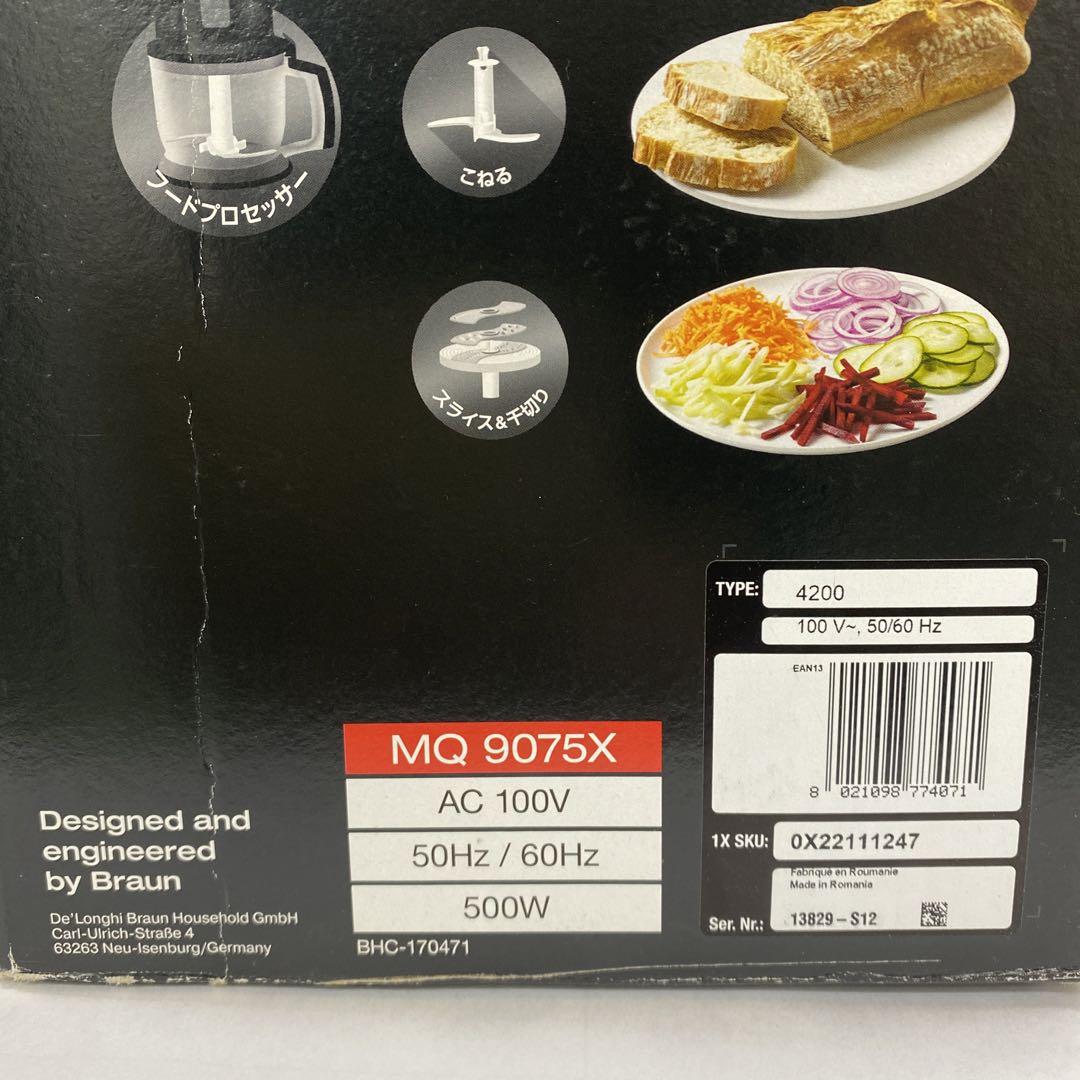 フードプロセッサー
こねる
スライス&千切り
TYPE: 4200
100 V~, 50/60 Hz
EAN13
8 021098 774071
1X SKU: 0X22111247
Fabriqué en Roumanie
Made in Romania
Ser. Nr.: 13829-S12
MQ 9075X
AC 100V
50Hz / 60Hz
500W
BHC-170471
Designed and
engineered
by Braun
De'Longhi Braun Household GmbH
Carl-Ulrich-Straße 4
63263 Neu-Isenburg/Germany